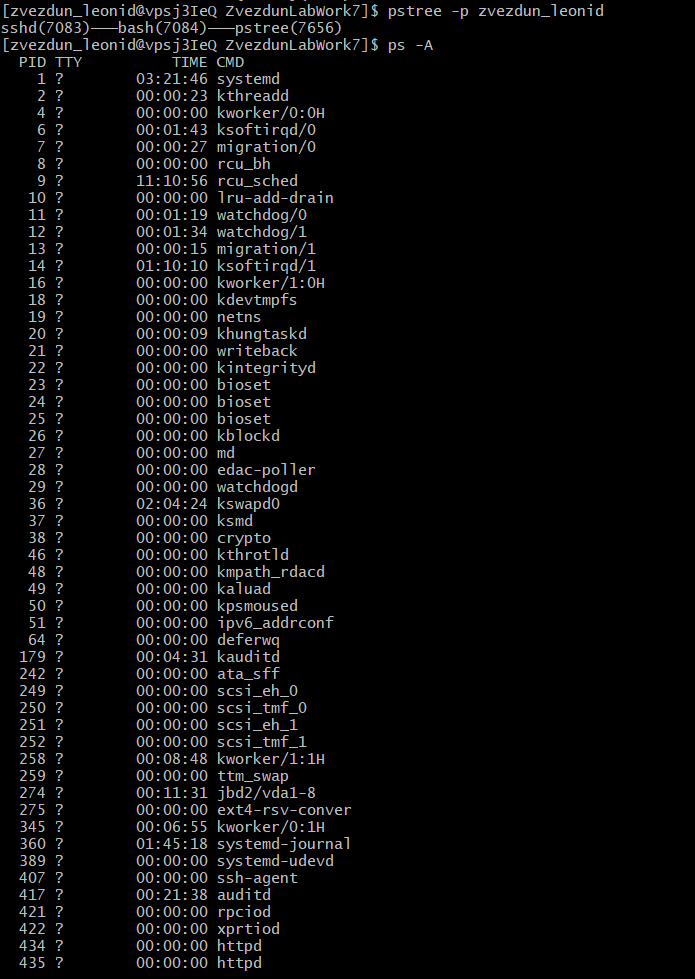 [zvezdun_leonid@vpsj3IeQ ZvezdunLabWork7]$ pstree -p zvezdun_leonid
sshd(7083)───bash(7084)───pstree(7656)
[zvezdun_leonid@vpsj3IeQ ZvezdunLabWork7]$ ps -A
  PID TTY          TIME CMD
    1 ?        03:21:46 systemd
    2 ?        00:00:23 kthreadd
    4 ?        00:00:00 kworker/0:0H
    6 ?        00:01:43 ksoftirqd/0
    7 ?        00:00:27 migration/0
    8 ?        00:00:00 rcu_bh
    9 ?        11:10:56 rcu_sched
   10 ?        00:00:00 lru-add-drain
   11 ?        00:01:19 watchdog/0
   12 ?        00:01:34 watchdog/1
   13 ?        00:00:15 migration/1
   14 ?        01:10:10 ksoftirqd/1
   16 ?        00:00:00 kworker/1:0H
   18 ?        00:00:00 kdevtmpfs
   19 ?        00:00:00 netns
   20 ?        00:00:09 khungtaskd
   21 ?        00:00:00 writeback
   22 ?        00:00:00 kintegrityd
   23 ?        00:00:00 bioset
   24 ?        00:00:00 bioset
   25 ?        00:00:00 bioset
   26 ?        00:00:00 kblockd
   27 ?        00:00:00 md
   28 ?        00:00:00 edac-poller
   29 ?        00:00:00 watchdogd
   36 ?        02:04:24 kswapd0
   37 ?        00:00:00 ksmd
   38 ?        00:00:00 crypto
   46 ?        00:00:00 kthrotld
   48 ?        00:00:00 kmpath_rdacd
   49 ?        00:00:00 kaluad
   50 ?        00:00:00 kpsmoused
   51 ?        00:00:00 ipv6_addrconf
   64 ?        00:00:00 deferwq
  179 ?        00:04:31 kauditd
  242 ?        00:00:00 ata_sff
  249 ?        00:00:00 scsi_eh_0
  250 ?        00:00:00 scsi_tmf_0
  251 ?        00:00:00 scsi_eh_1
  252 ?        00:00:00 scsi_tmf_1
  258 ?        00:08:48 kworker/1:1H
  259 ?        00:00:00 ttm_swap
  274 ?        00:11:31 jbd2/vda1-8
  275 ?        00:00:00 ext4-rsv-conver
  345 ?        00:06:55 kworker/0:1H
  360 ?        01:45:18 systemd-journal
  389 ?        00:00:00 systemd-udevd
  407 ?        00:00:00 ssh-agent
  417 ?        00:21:38 auditd
  421 ?        00:00:00 rpciod
  422 ?        00:00:00 xprtiod
  434 ?        00:00:00 httpd
  435 ?        00:00:00 httpd